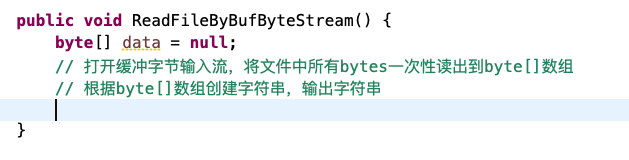 public void ReadFileByBufByteStream() {
    byte[] data = null;
    // 打开缓冲字节输入流，将文件中所有bytes一次性读出到byte[]数组
    // 根据byte[]数组创建字符串，输出字符串
}